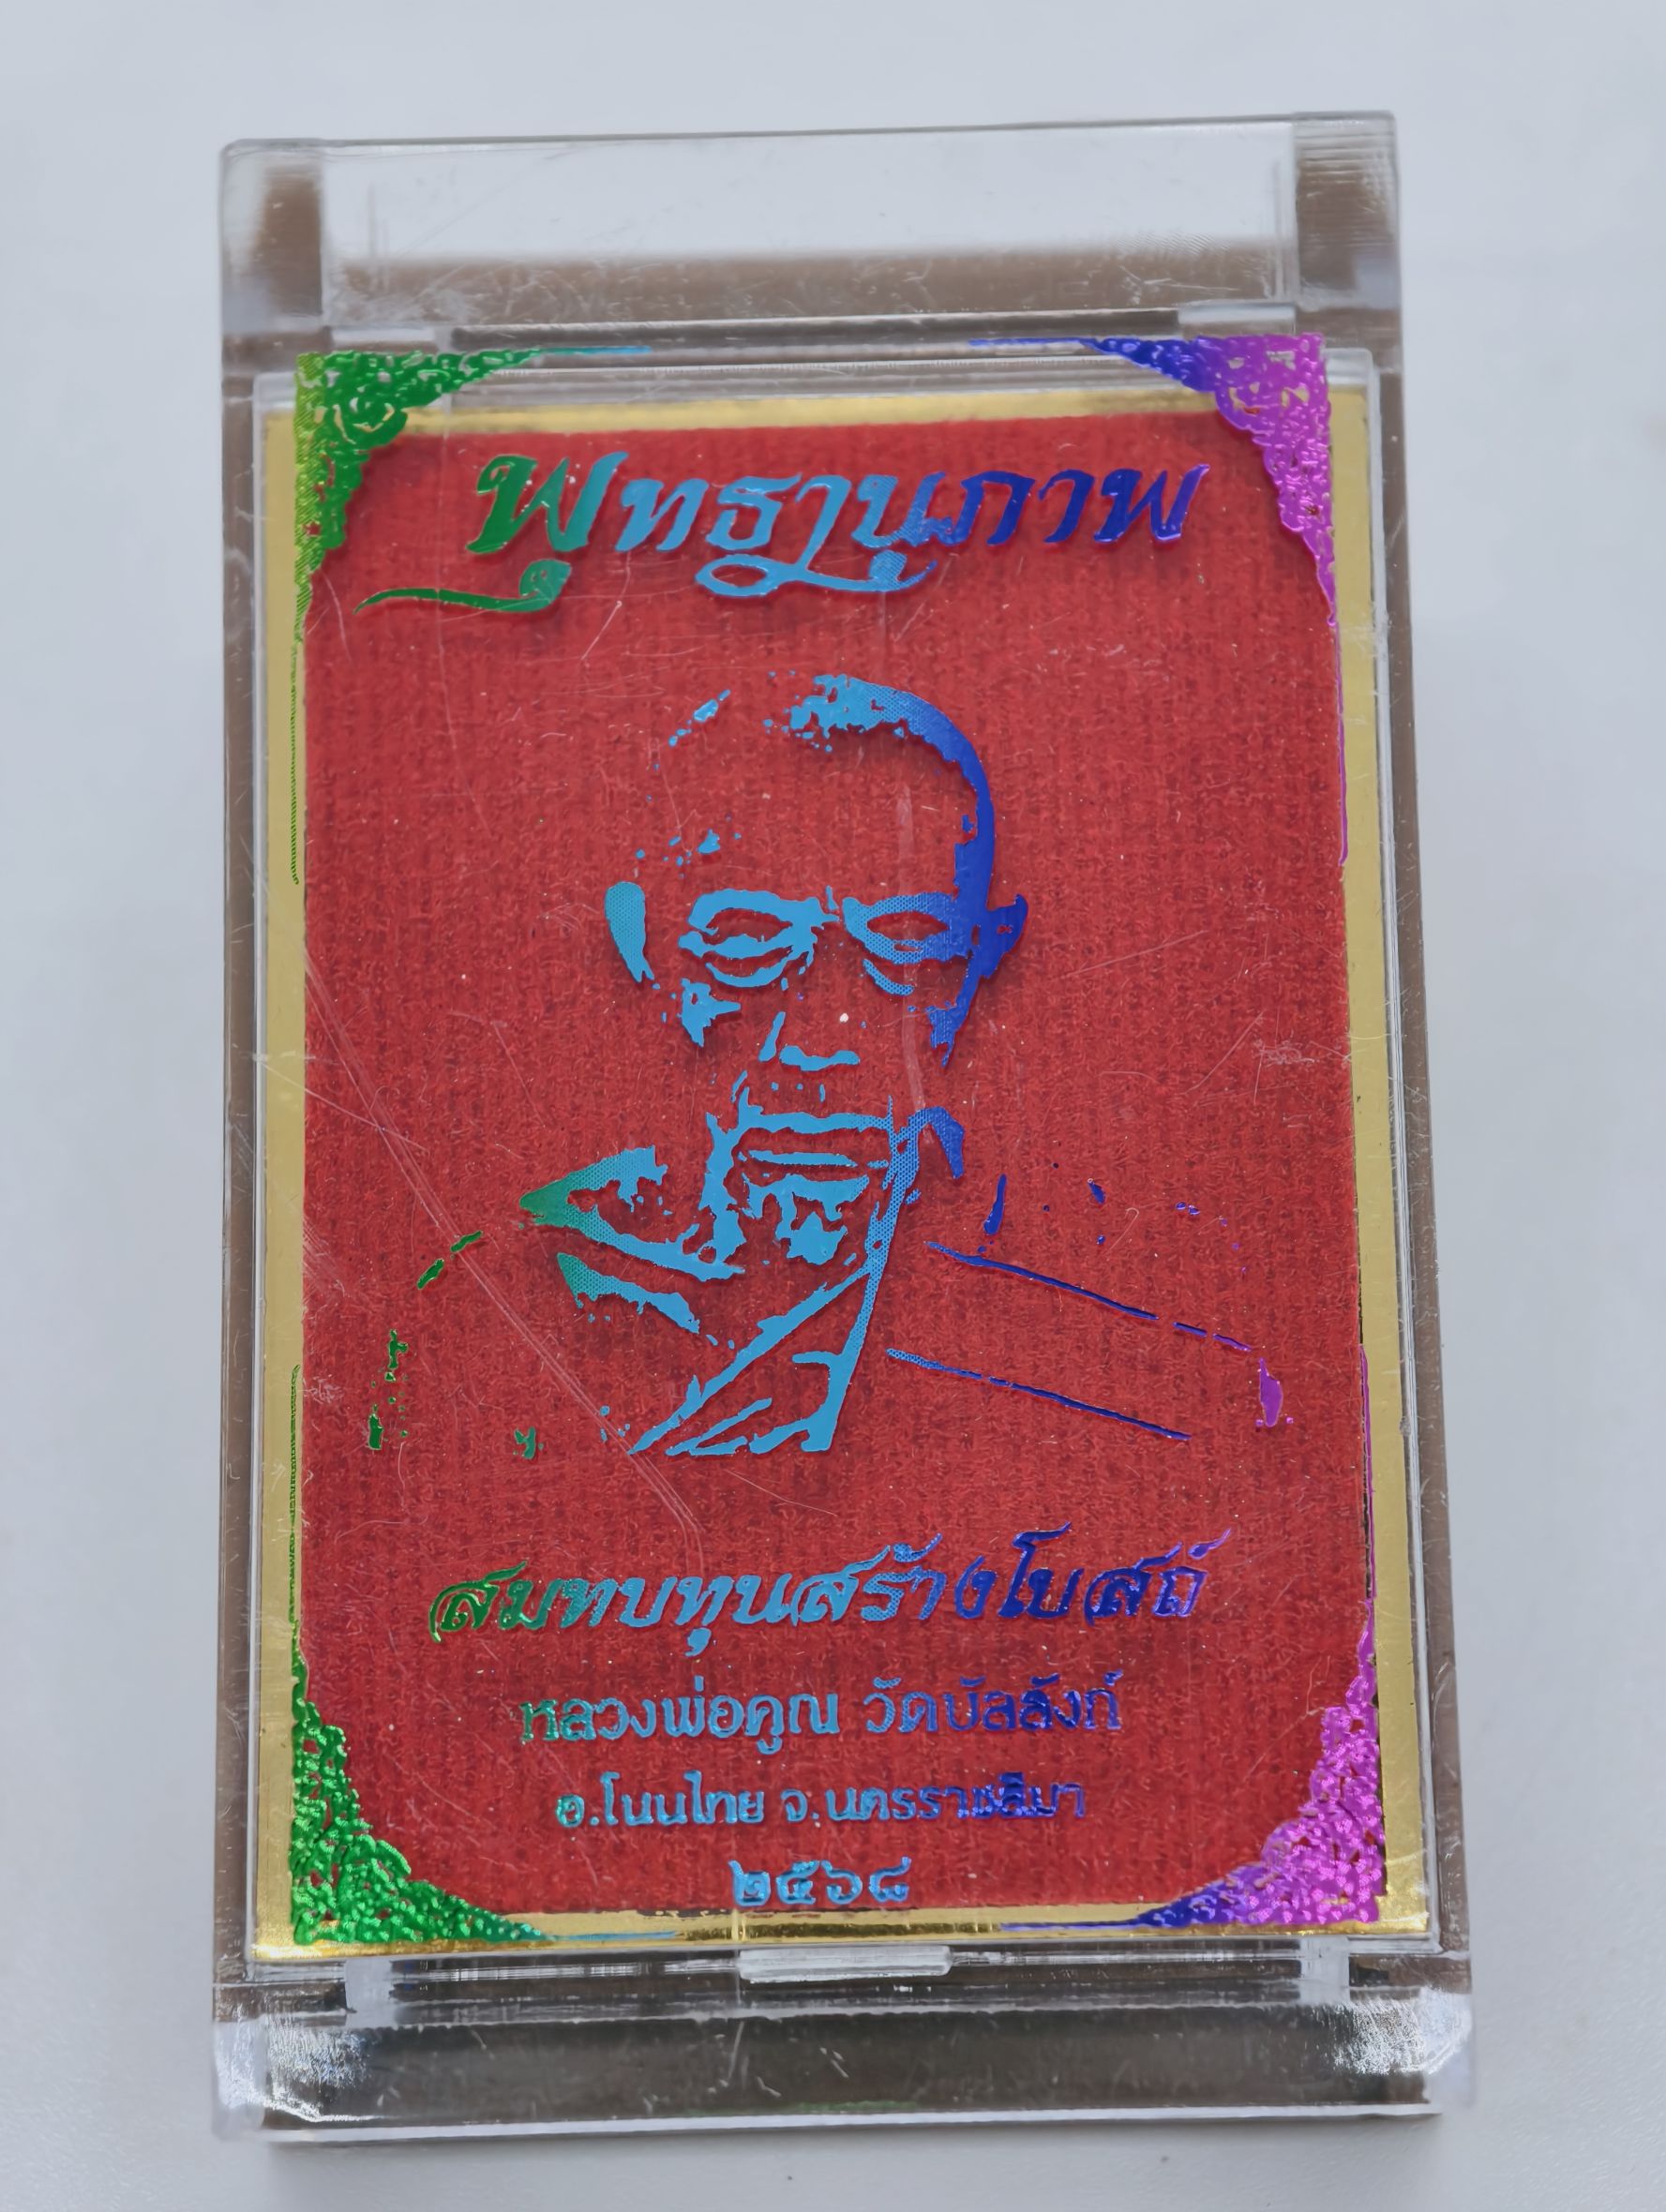 พุทธานุภาพ
สมทบทุนสร้างโบสถ์
หลวงพ่อคูณ วัดบัลลังก์
อ.โนนไทย จ.นครราชสีมา
๒๕๖๘